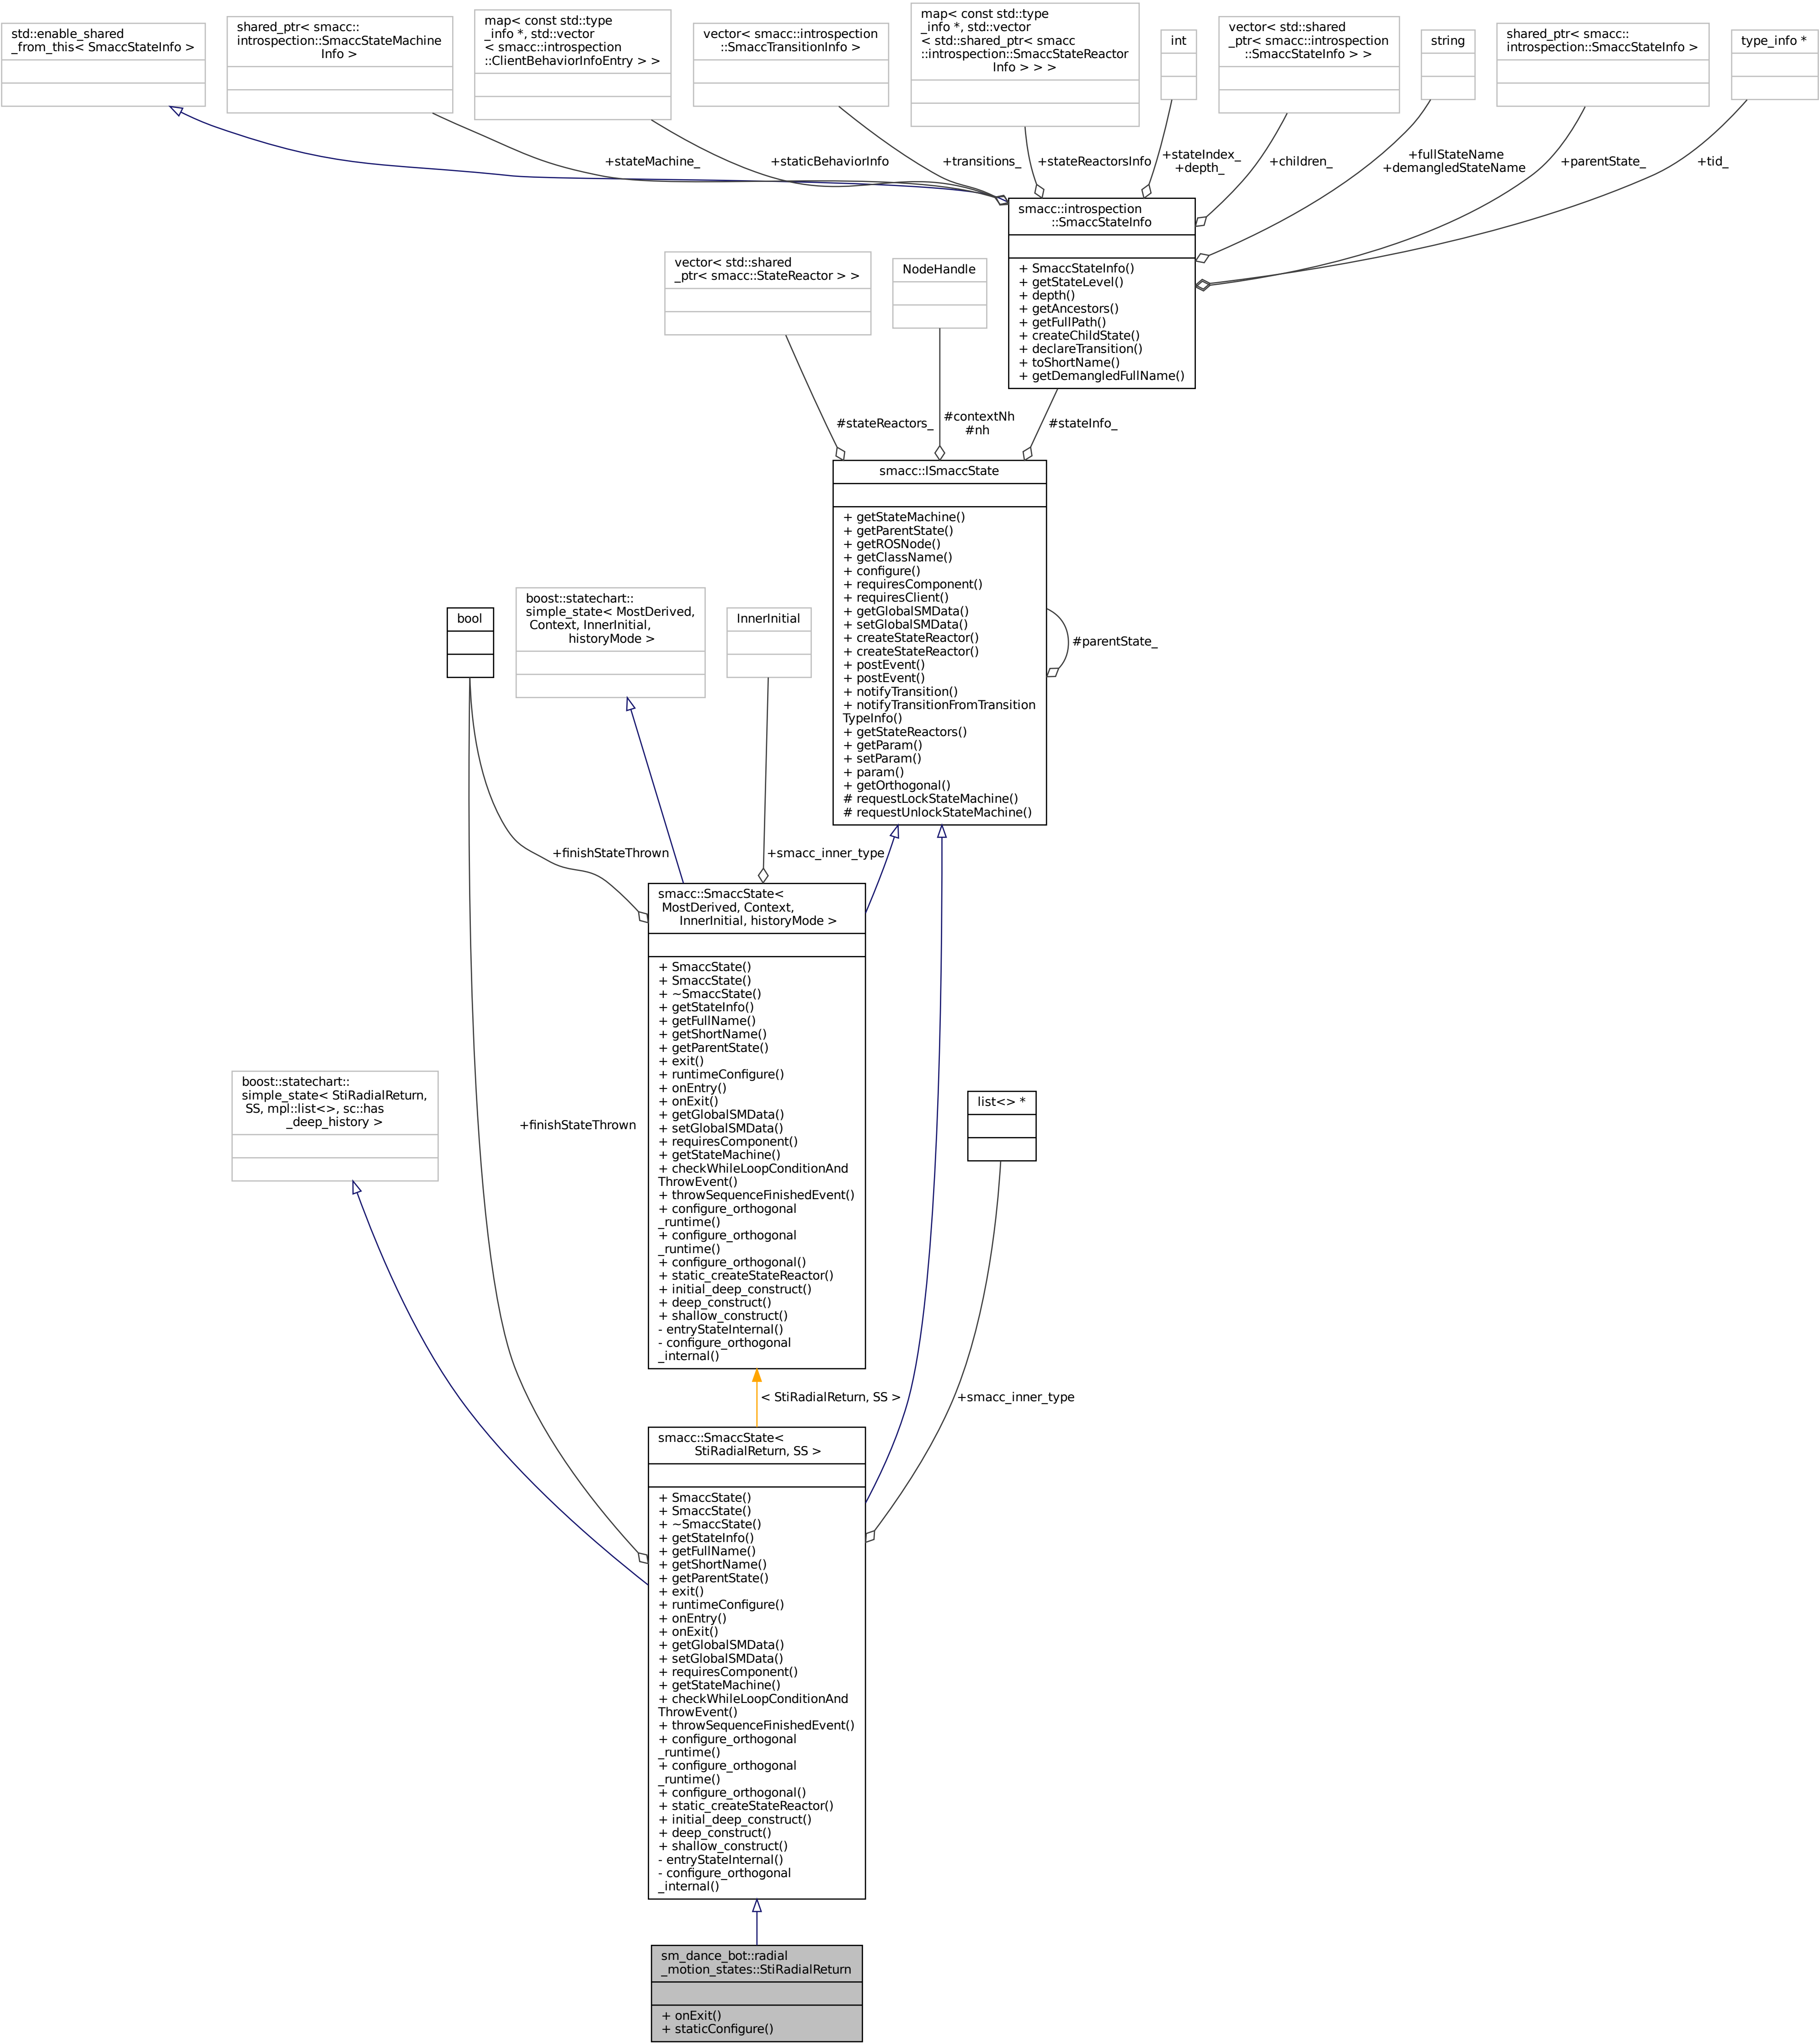 std::enable_shared
_from_this< SmaccStateInfo >
shared_ptr< smacc::
introspection::SmaccStateMachine
Info >
map< const std::type
_info *, std::vector
< smacc::introspection
::ClientBehaviorInfoEntry > >
vector< smacc::introspection
::SmaccTransitionInfo >
map< const std::type
_info *, std::vector
< std::shared_ptr< smacc
::introspection::SmaccStateReactor
Info > > >
int
vector< std::shared
_ptr< smacc::introspection
::SmaccStateInfo > >
string
shared_ptr< smacc::
introspection::SmaccStateInfo >
type_info *
+stateMachine_
+staticBehaviorInfo
+transitions_
+stateReactorsInfo
+stateIndex_
+depth_
+children_
+fullStateName
+demangledStateName
+parentState_
+tid_
smacc::introspection
::SmaccStateInfo
+ SmaccStateInfo()
+ getStateLevel()
+ depth()
+ getAncestors()
+ getFullPath()
+ createChildState()
+ declareTransition()
+ toShortName()
+ getDemangledFullName()
vector< std::shared
_ptr< smacc::StateReactor > >
NodeHandle
#stateReactors_
#contextNh
#nh
#stateInfo_
smacc::ISmaccState
+ getStateMachine()
+ getParentState()
+ getROSNode()
+ getClassName()
+ configure()
+ requiresComponent()
+ requiresClient()
+ getGlobalSMData()
+ setGlobalSMData()
+ createStateReactor()
+ createStateReactor()
+ postEvent()
+ postEvent()
+ notifyTransition()
+ notifyTransitionFromTransition
TypeInfo()
+ getStateReactors()
+ getParam()
+ setParam()
+ param()
+ getOrthogonal()
# requestLockStateMachine()
# requestUnlockStateMachine()
#parentState_
bool
boost::statechart::
simple_state< MostDerived,
Context, InnerInitial,
historyMode >
InnerInitial
+finishStateThrown
+smacc_inner_type
smacc::SmaccState<
MostDerived, Context,
InnerInitial, historyMode >
+ SmaccState()
+ SmaccState()
+ ~SmaccState()
+ getStateInfo()
+ getFullName()
+ getShortName()
+ getParentState()
+ exit()
+ runtimeConfigure()
+ onEntry()
+ onExit()
+ getGlobalSMData()
+ setGlobalSMData()
+ requiresComponent()
+ getStateMachine()
+ checkWhileLoopConditionAnd
ThrowEvent()
+ throwSequenceFinishedEvent()
+ configure_orthogonal
_runtime()
+ configure_orthogonal
_runtime()
+ configure_orthogonal()
+ static_createStateReactor()
+ initial_deep_construct()
+ deep_construct()
+ shallow_construct()
- entryStateInternal()
- configure_orthogonal
_internal()
boost::statechart::
simple_state< StiRadialReturn,
SS, mpl::list<>, sc::has
_deep_history >
+finishStateThrown
list<> *
< StiRadialReturn, SS >
+smacc_inner_type
smacc::SmaccState<
StiRadialReturn, SS >
+ SmaccState()
+ SmaccState()
+ ~SmaccState()
+ getStateInfo()
+ getFullName()
+ getShortName()
+ getParentState()
+ exit()
+ runtimeConfigure()
+ onEntry()
+ onExit()
+ getGlobalSMData()
+ setGlobalSMData()
+ requiresComponent()
+ getStateMachine()
+ checkWhileLoopConditionAnd
ThrowEvent()
+ throwSequenceFinishedEvent()
+ configure_orthogonal
_runtime()
+ configure_orthogonal
_runtime()
+ configure_orthogonal()
+ static_createStateReactor()
+ initial_deep_construct()
+ deep_construct()
+ shallow_construct()
- entryStateInternal()
- configure_orthogonal
_internal()
sm_dance_bot::radial
_motion_states::StiRadialReturn
+ onExit()
+ staticConfigure()